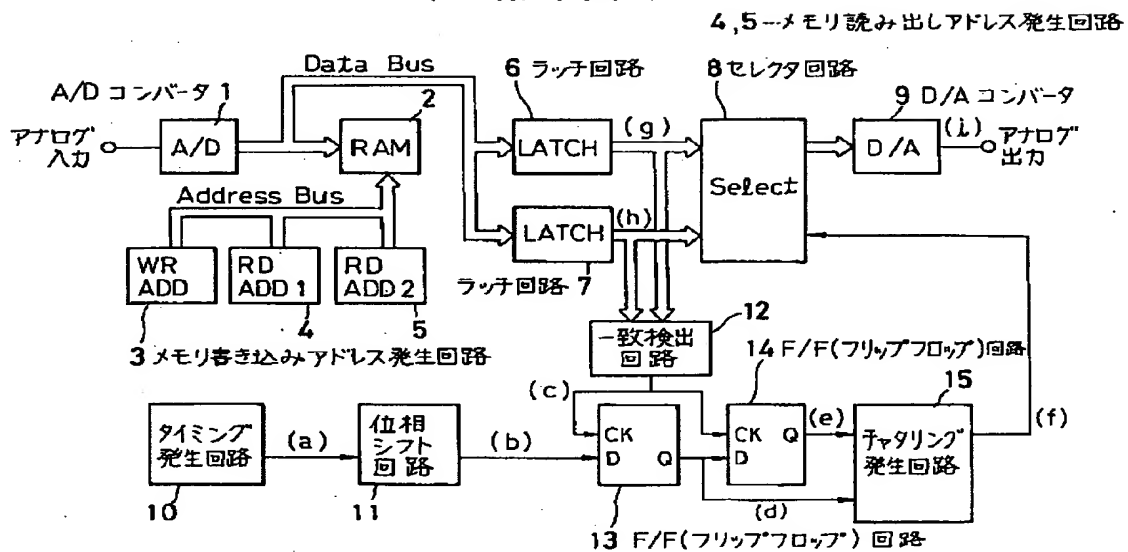 4,5---メモリ読み出しアドレス発生回路
Data Bus
6 ラッチ回路
8 セレクタ回路
A/D コンバータ 1
2
9 D/A コンバータ
アナログ
入力
A/D
RAM
LATCH
(g)
Select
D/A
(i)
アナログ
出力
Address Bus
LATCH
(h)
WR
ADD
RD
ADD 1
RD
ADD 2
ラッチ回路 7
3 メモリ書き込みアドレス発生回路
4
5
一致検出
回路
12
14 F/F(フリップフロップ)回路
15
タイミング
発生回路
(a)
位相
シフト
回路
(b)
(c)
CK
D
Q
CK
D
Q
(e)
チャタリング
発生回路
(f)
(d)
10
11
13 F/F(フリップフロップ) 回路